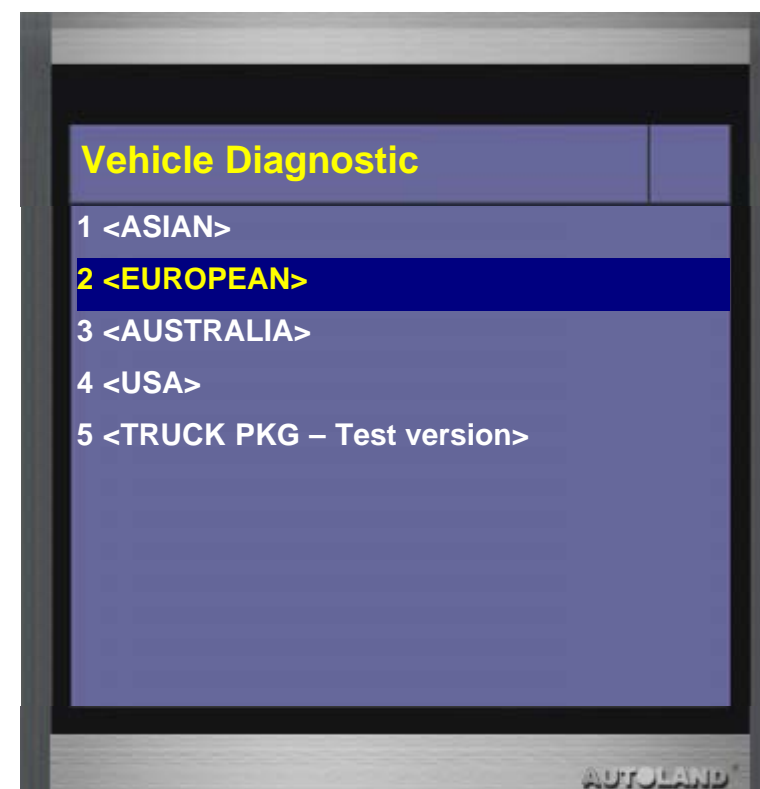 Vehicle Diagnostic
1 <ASIAN>
2 <EUROPEAN>
3 <AUSTRALIA>
4 <USA>
5 <TRUCK PKG – Test version>
AUTOLAND